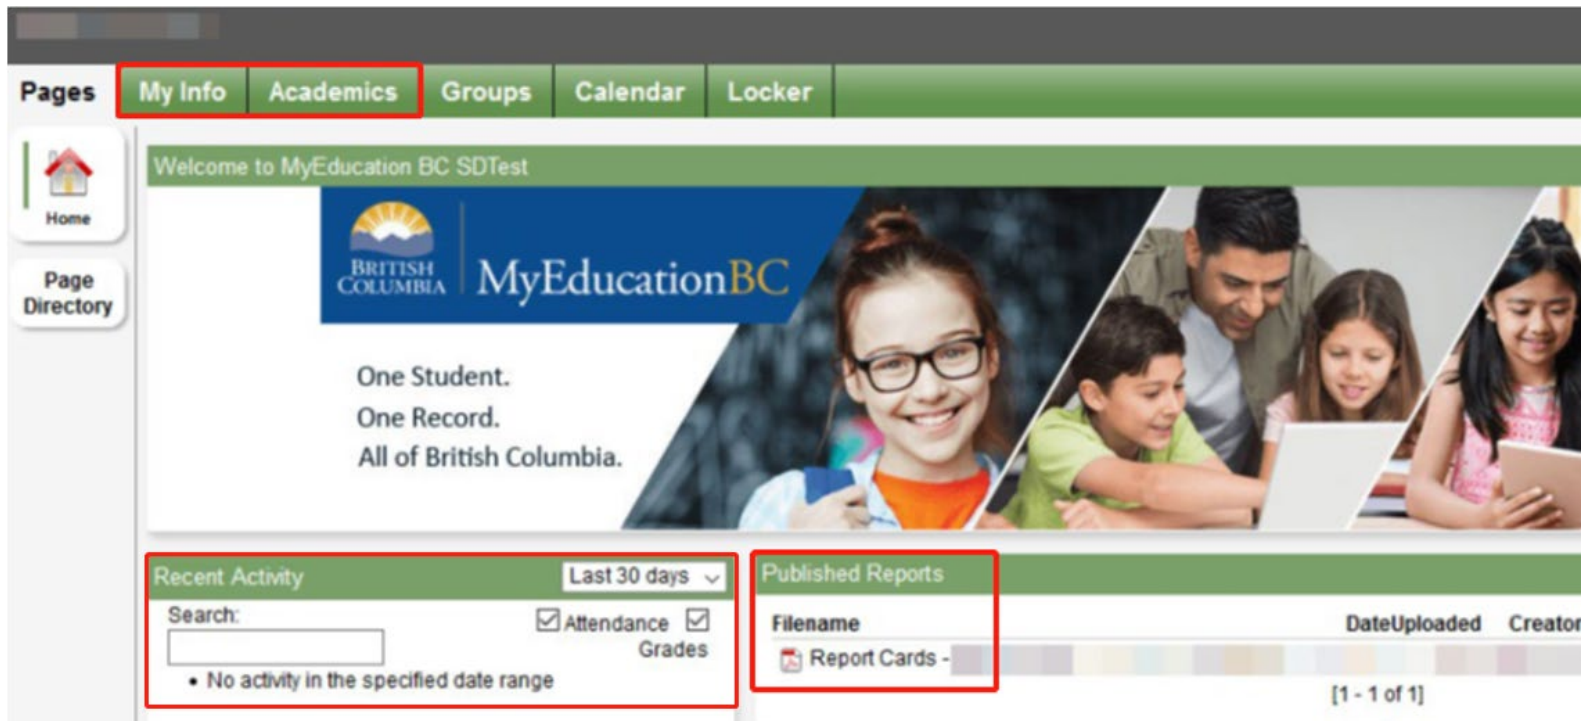 Pages My Info Academics Groups Calendar Locker
Home
Page
Directory
Welcome to MyEducation BC SDTest
BRITISH
COLUMBIA
MyEducationBC
One Student.
One Record.
All of British Columbia.
Recent Activity Last 30 days
Search:
Attendance
Grades
No activity in the specified date range
Published Reports
Filename DateUploaded Creator
Report Cards -
[1 - 1 of 1]